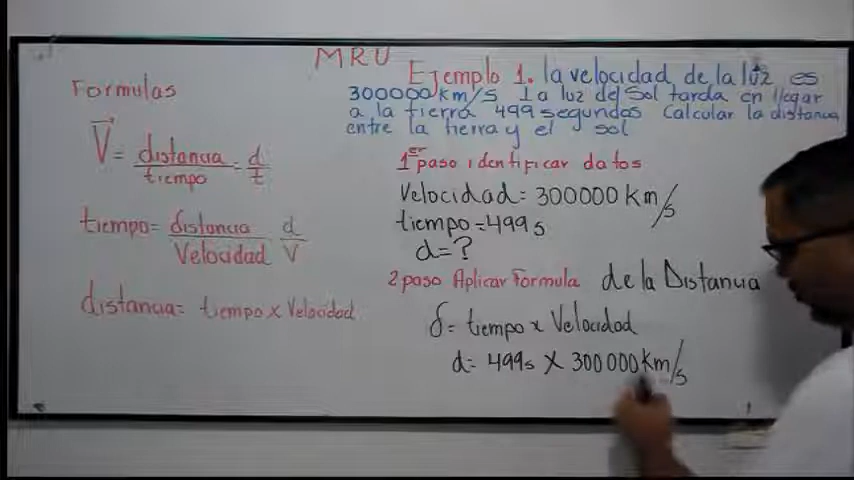 MRU
Formulas
V = distancia / tiempo = d / t
tiempo = distancia / Velocidad d / V
distancia = tiempo x Velocidad
Ejemplo 1. la velocidad de la luz es
300000 km/s la luz del Sol tarda en llegar
a la tierra 499 segundos Calcular la distancia
entre la tierra y el sol
1er paso identificar datos
Velocidad = 300000 km/s
tiempo = 499 s
d = ?
2 paso Aplicar Formula de la Distancia
d = tiempo x Velocidad
d = 499s x 300000 km/s